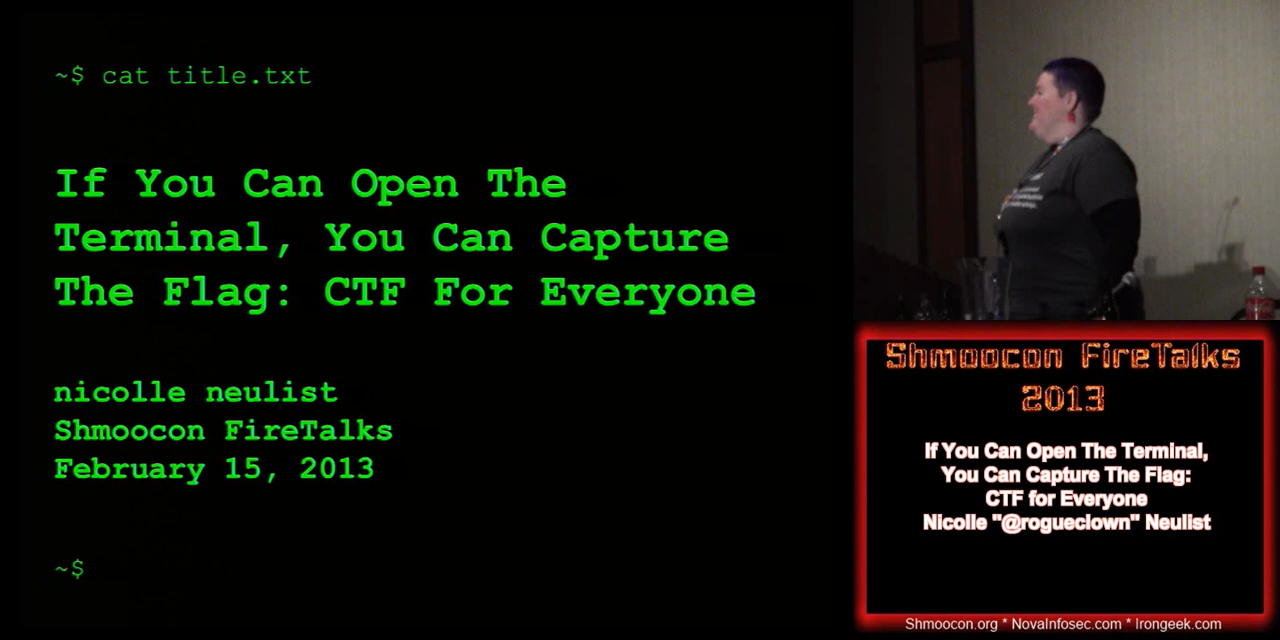 ~$ cat title.txt
If You Can Open The
Terminal, You Can Capture
The Flag: CTF For Everyone
nicolle neulist
Shmoocon FireTalks
February 15, 2013
~$
Shmoocon FireTalks
2013
If You Can Open The Terminal,
You Can Capture The Flag:
CTF for Everyone
Nicolle "@rogueclown" Neulist
Shmoocon.org * NovaInfosec.com * Irongeek.com